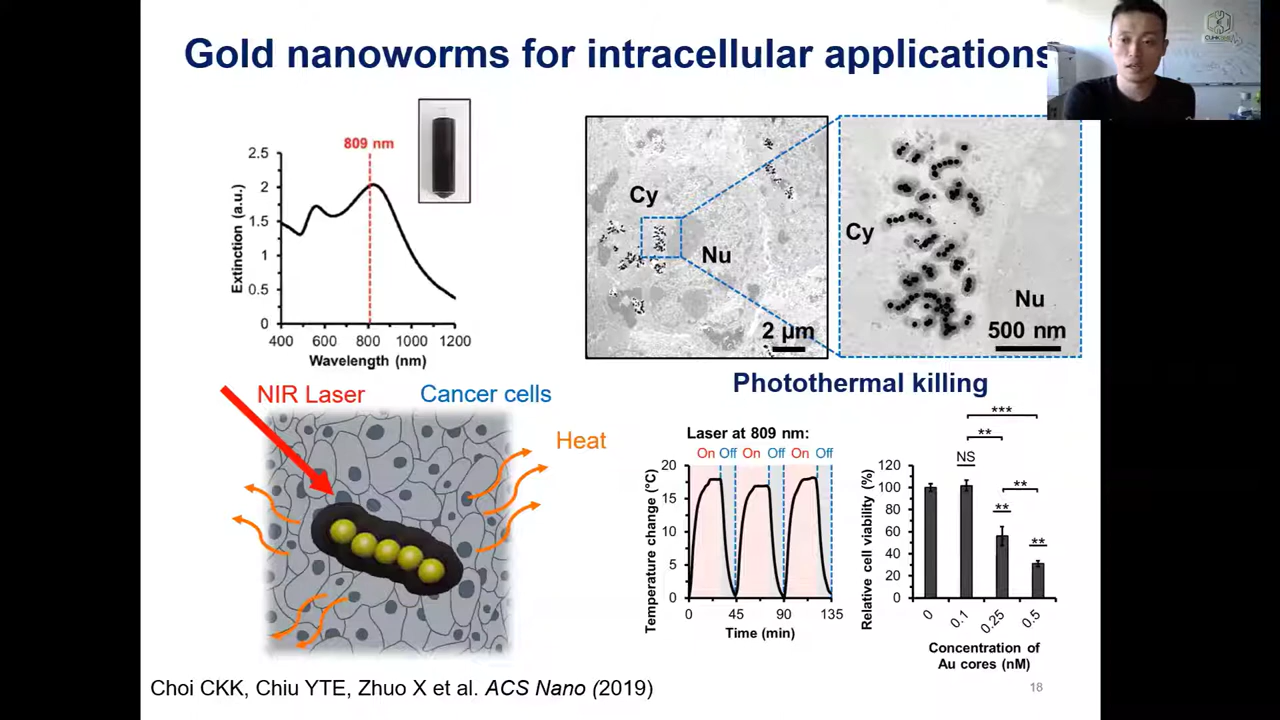 Gold nanoworms for intracellular applications
809 nm
2.5
2
1.5
1
0.5
0
Extinction (a.u.)
400 600 800 1000 1200
Wavelength (nm)
Cy
Nu
2 µm
Cy
Nu
500 nm
NIR Laser
Cancer cells
Heat
Photothermal killing
Laser at 809 nm:
On Off On Off On Off
20
15
10
5
0
Temperature change (°C)
0 45 90 135
Time (min)
***
**
NS
**
**
**
120
100
80
60
40
20
0
Relative cell viability (%)
0 0.1 0.25 0.5
Concentration of
Au cores (nM)
Choi CKK, Chiu YTE, Zhuo X et al. ACS Nano (2019)
18